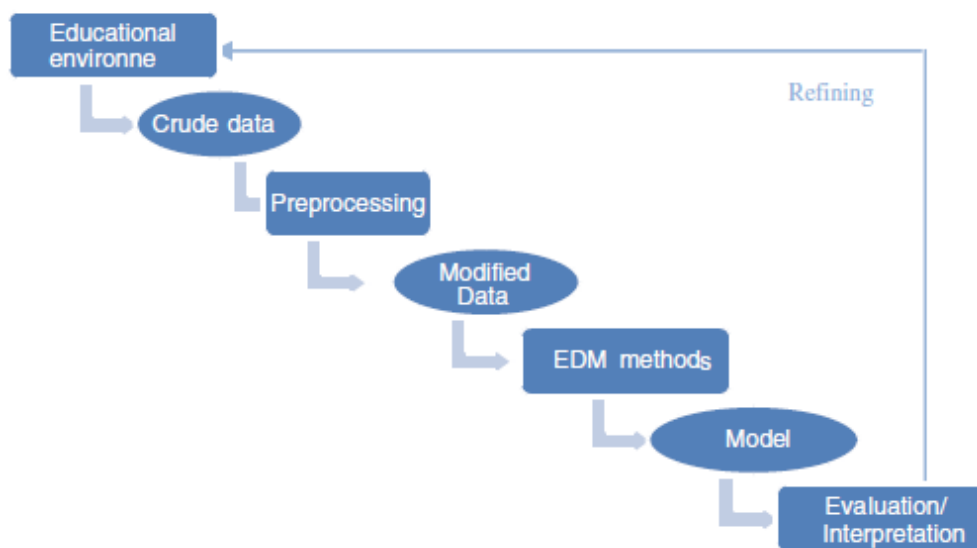 Educational
environne
Refining
Crude data
Preprocessing
Modified
Data
EDM methods
Model
Evaluation/
Interpretation